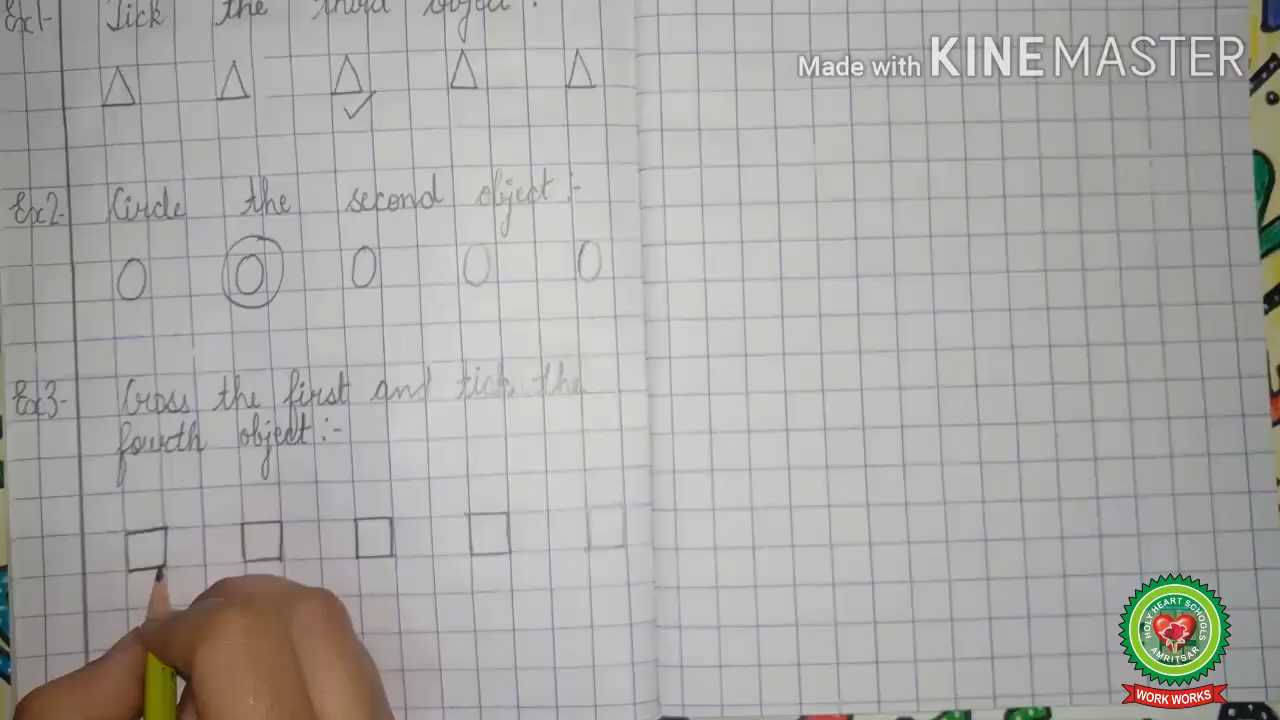 Ex1- Tick the third object:-
Ex2- Circle the second object:-
Ex3- Cross the first and tick the
fourth object:-
Made with KINEMASTER
HOLY HEART SCHOOLS
AMRITSAR
WORK WORKS